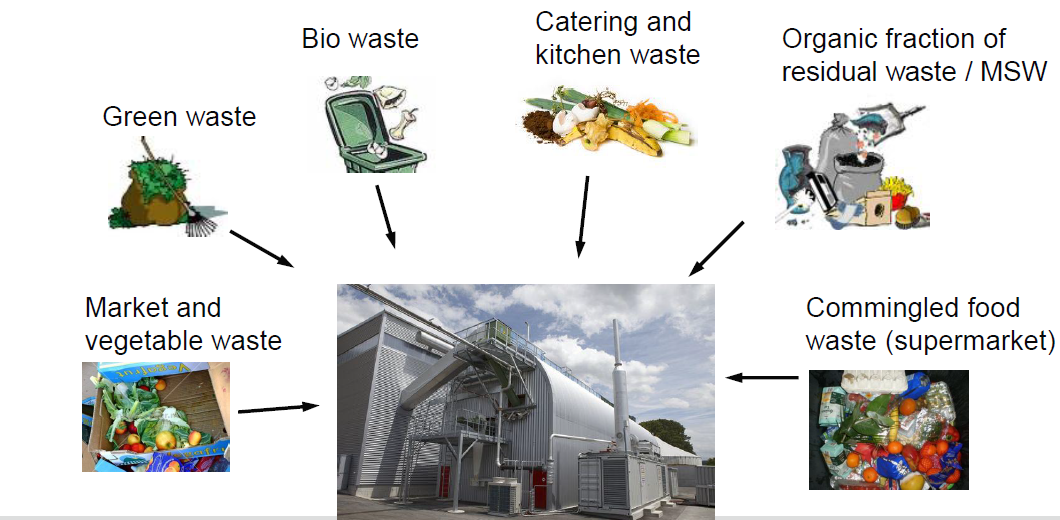 Catering and
kitchen waste
Bio waste
Organic fraction of
residual waste / MSW
Green waste
Market and
vegetable waste
Commingled food
waste (supermarket)